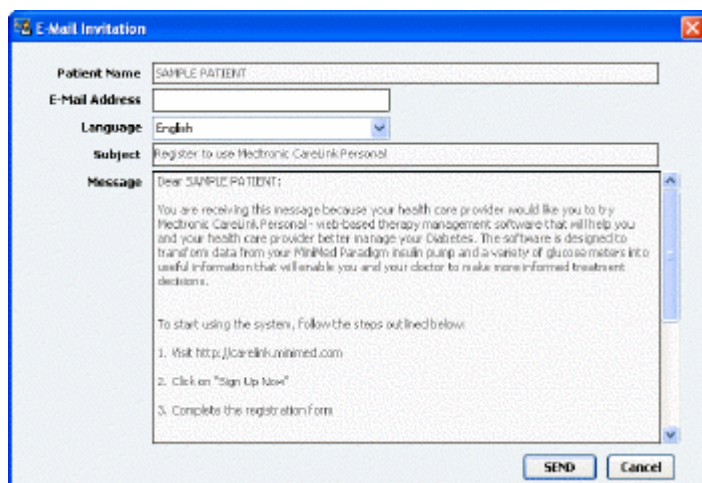 E-Mail Invitation
Patient Name SAMPLE PATIENT
E-Mail Address
Language English
Subject Register to use Medtronic CareLink Personal
Message Dear SAMPLE PATIENT:
You are receiving this message because your health care provider would like you to try
Medtronic CareLink Personal - web-based therapy management software that will help you
and your health care provider better manage your Diabetes. The software is designed to
transform data from your MiniMed Paradigm insulin pump and a variety of glucose meters into
useful information that will enable you and your doctor to make more informed treatment
decisions.
To start using the system, follow the steps outlined below:
1. Visit http://carelink.minimed.com
2. Click on "Sign Up Now"
3. Complete the registration form
SEND Cancel